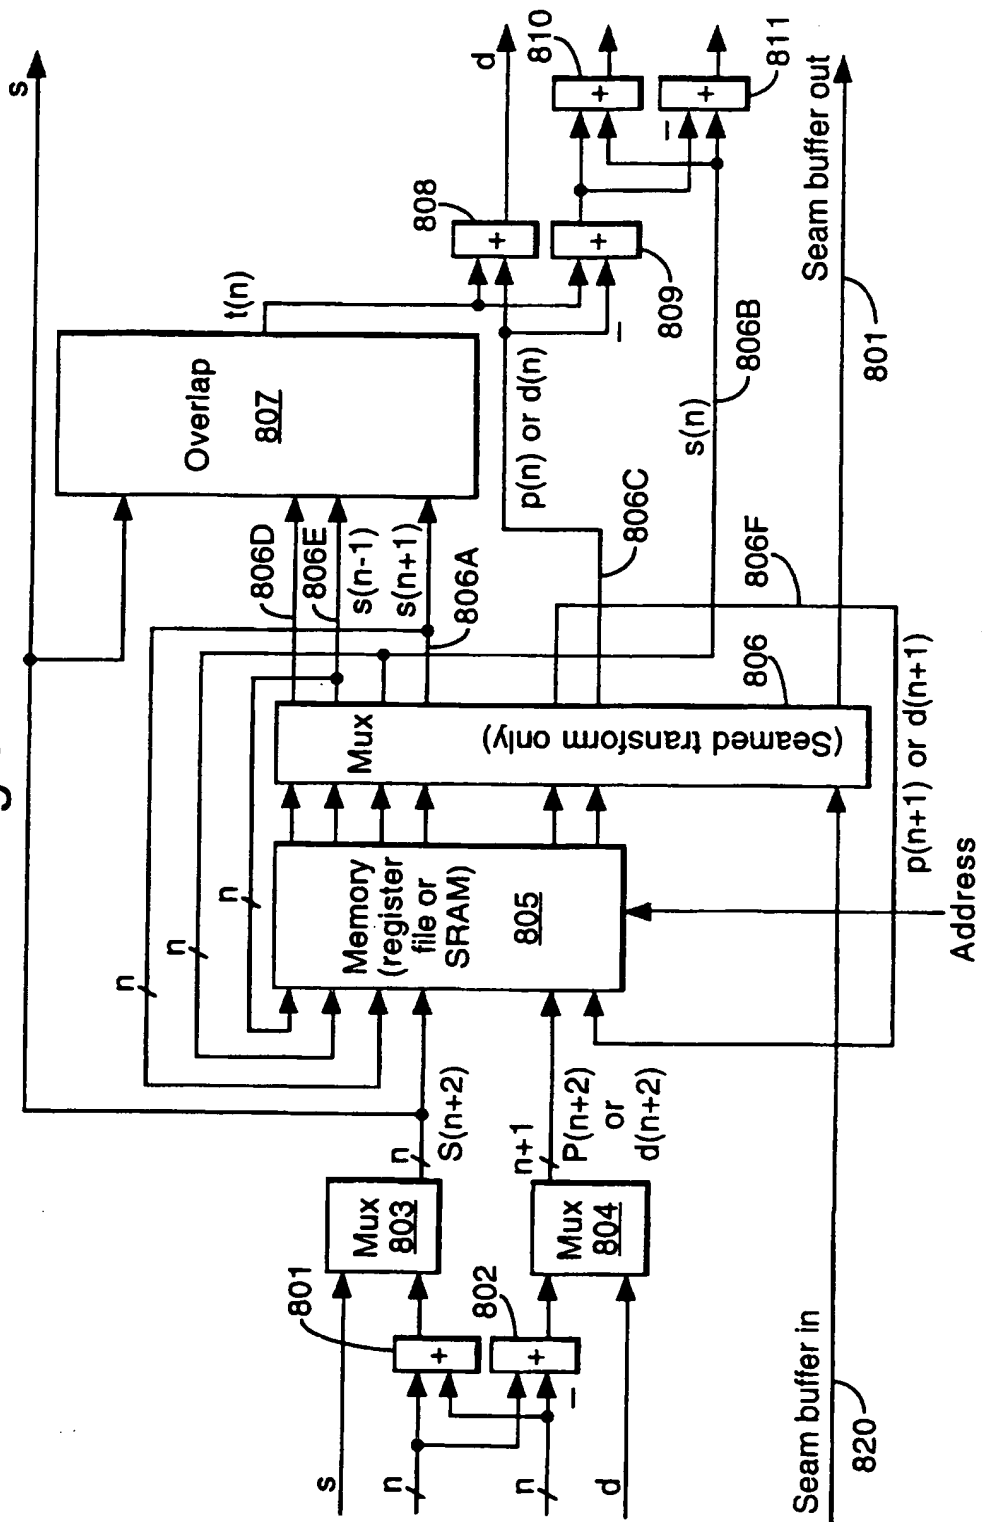 s
s
n
n
d
801
802
Mux
803
Mux
804
n
S(n+2)
n+1
P(n+2)
or
d(n+2)
n
n
n
Memory
(register
file or
SRAM)
805
Address
Mux
(Seamed transform only)
806
806D
806E
s(n-1)
s(n+1)
806A
806C
806F
p(n+1) or d(n+1)
Overlap
807
t(n)
p(n) or d(n)
s(n)
806B
808
+
+
809
d
810
+
+
811
+
+
−
−
−
Seam buffer in
820
Seam buffer out
801